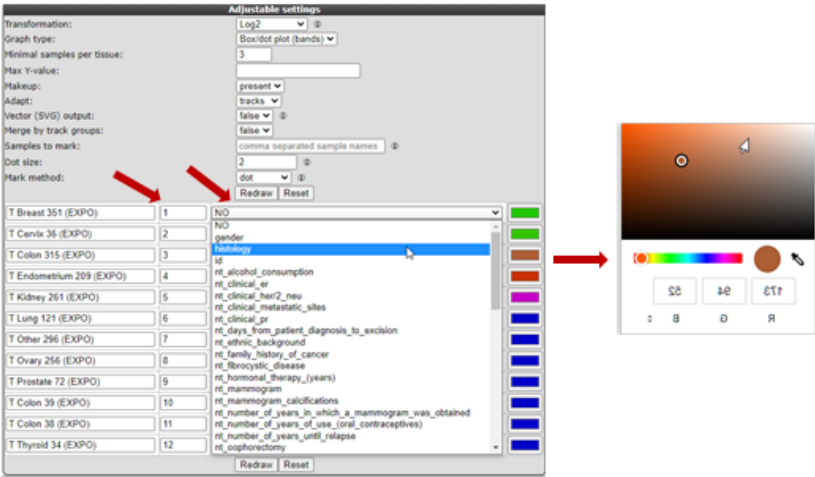 Adjustable settings
Transformation: Log2
Graph type: Box/dot plot (bands)
Minimal samples per tissue: 3
Max Y-value:
Makeup: present
Adapt: tracks
Vector (SVG) output: false
Merge by track groups: false
Samples to mark: comma separated sample names
Dot size: 2
Mark method: dot
Redraw Reset
T Breast 351 (EXPO) 1 NO
T Cervix 36 (EXPO) 2
T Colon 315 (EXPO) 3
T Endometrium 209 (EXPO) 4
T Kidney 261 (EXPO) 5
T Lung 121 (EXPO) 6
T Other 296 (EXPO) 7
T Ovary 256 (EXPO) 8
T Prostate 72 (EXPO) 9
T Colon 39 (EXPO) 10
T Colon 38 (EXPO) 11
T Thyroid 34 (EXPO) 12
NO
gender
histology
id
nt_alcohol_consumption
nt_clinical_er
nt_clinical_her/2_neu
nt_clinical_metastatic_sites
nt_clinical_pr
nt_days_from_patient_diagnosis_to_excision
nt_ethnic_background
nt_family_history_of_cancer
nt_fibrocystic_disease
nt_hormonal_therapy_(years)
nt_mammogram
nt_mammogram_calcifications
nt_number_of_years_in_which_a_mammogram_was_obtained
nt_number_of_years_of_use_(oral_contraceptives)
nt_number_of_years_until_relapse
nt_oophorectomy
Redraw Reset
52 94 173
B G R